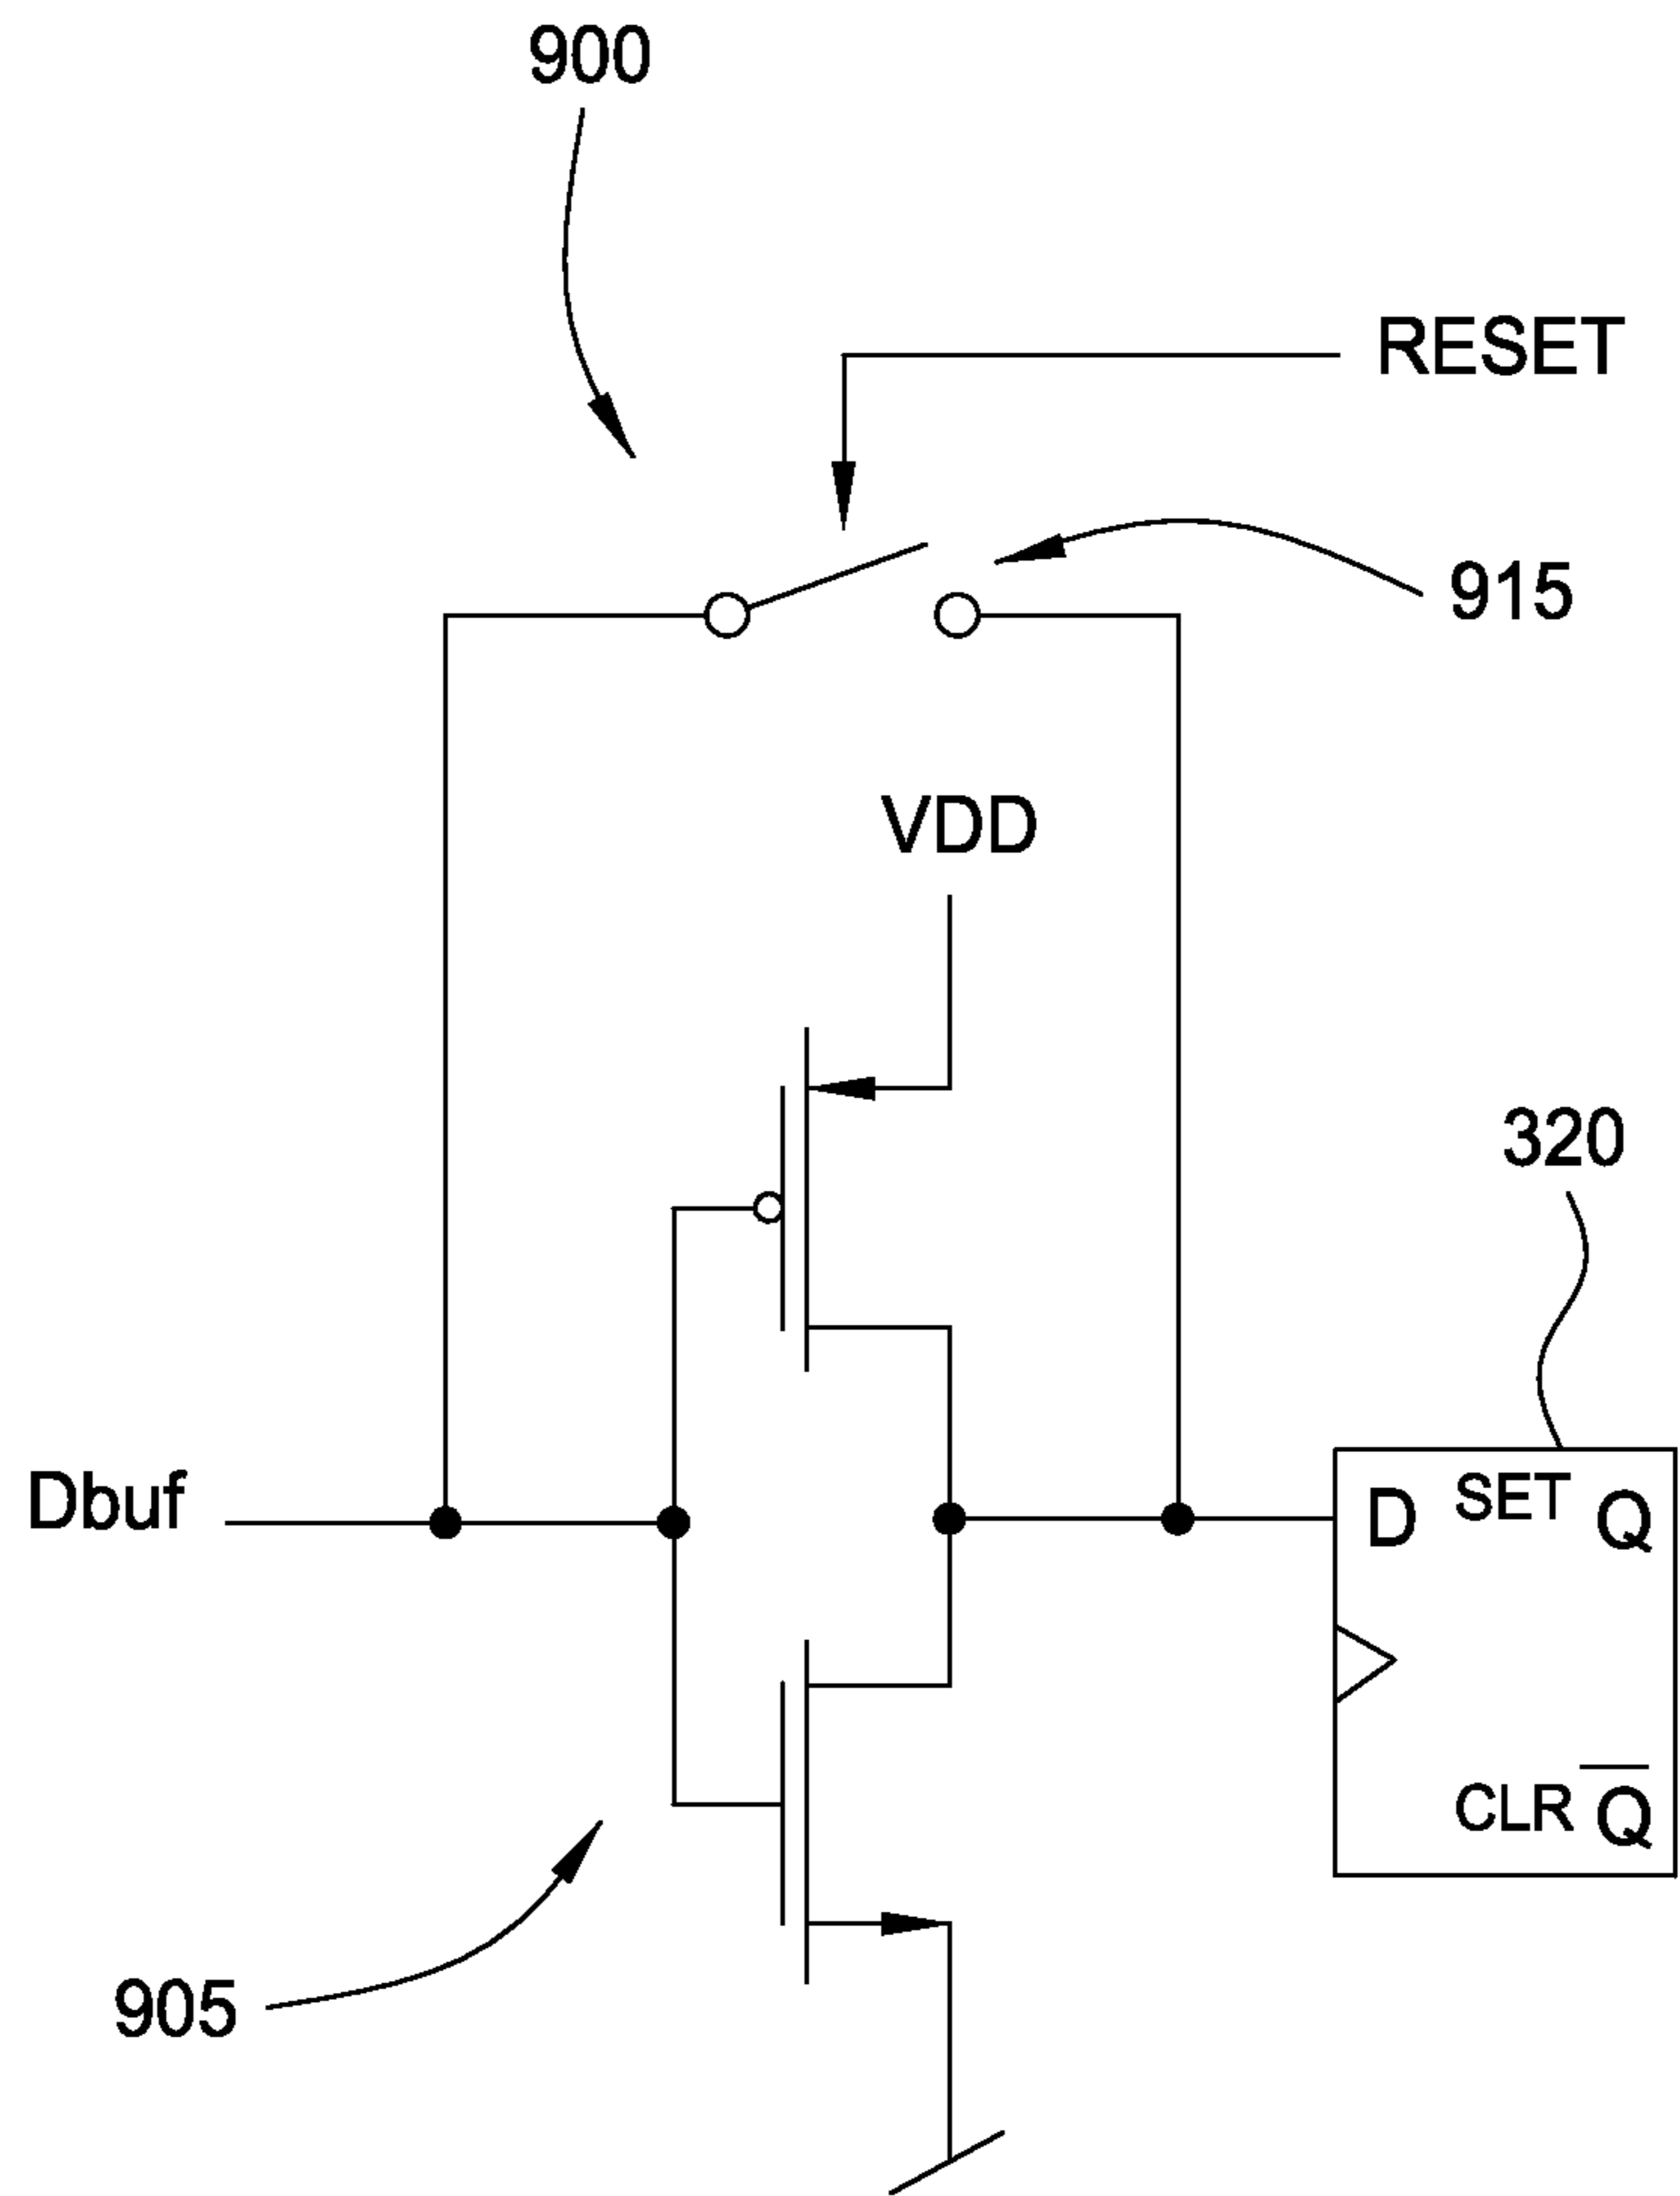 900
RESET
915
VDD
320
Dbuf
D SET Q
CLR Q̅
905